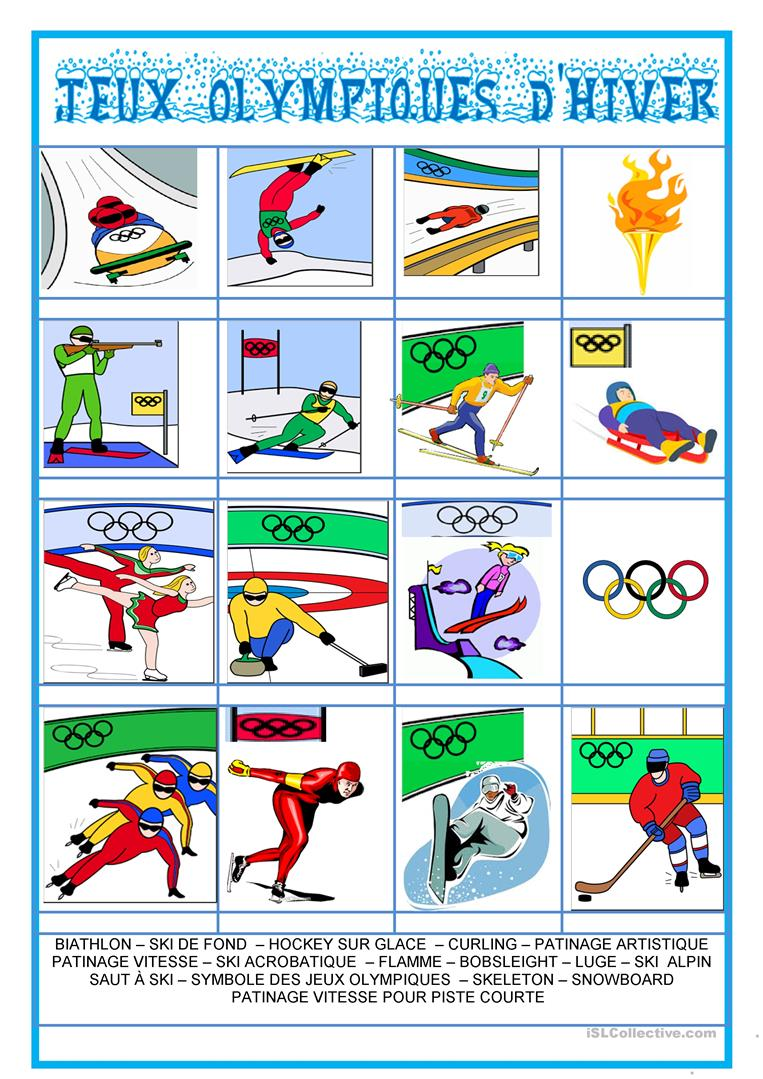 JEUX OLYMPIQUES D'HIVER
9
BIATHLON – SKI DE FOND – HOCKEY SUR GLACE – CURLING – PATINAGE ARTISTIQUE
PATINAGE VITESSE – SKI ACROBATIQUE – FLAMME – BOBSLEIGHT – LUGE – SKI ALPIN
SAUT À SKI – SYMBOLE DES JEUX OLYMPIQUES – SKELETON – SNOWBOARD
PATINAGE VITESSE POUR PISTE COURTE
iSLCollective.com